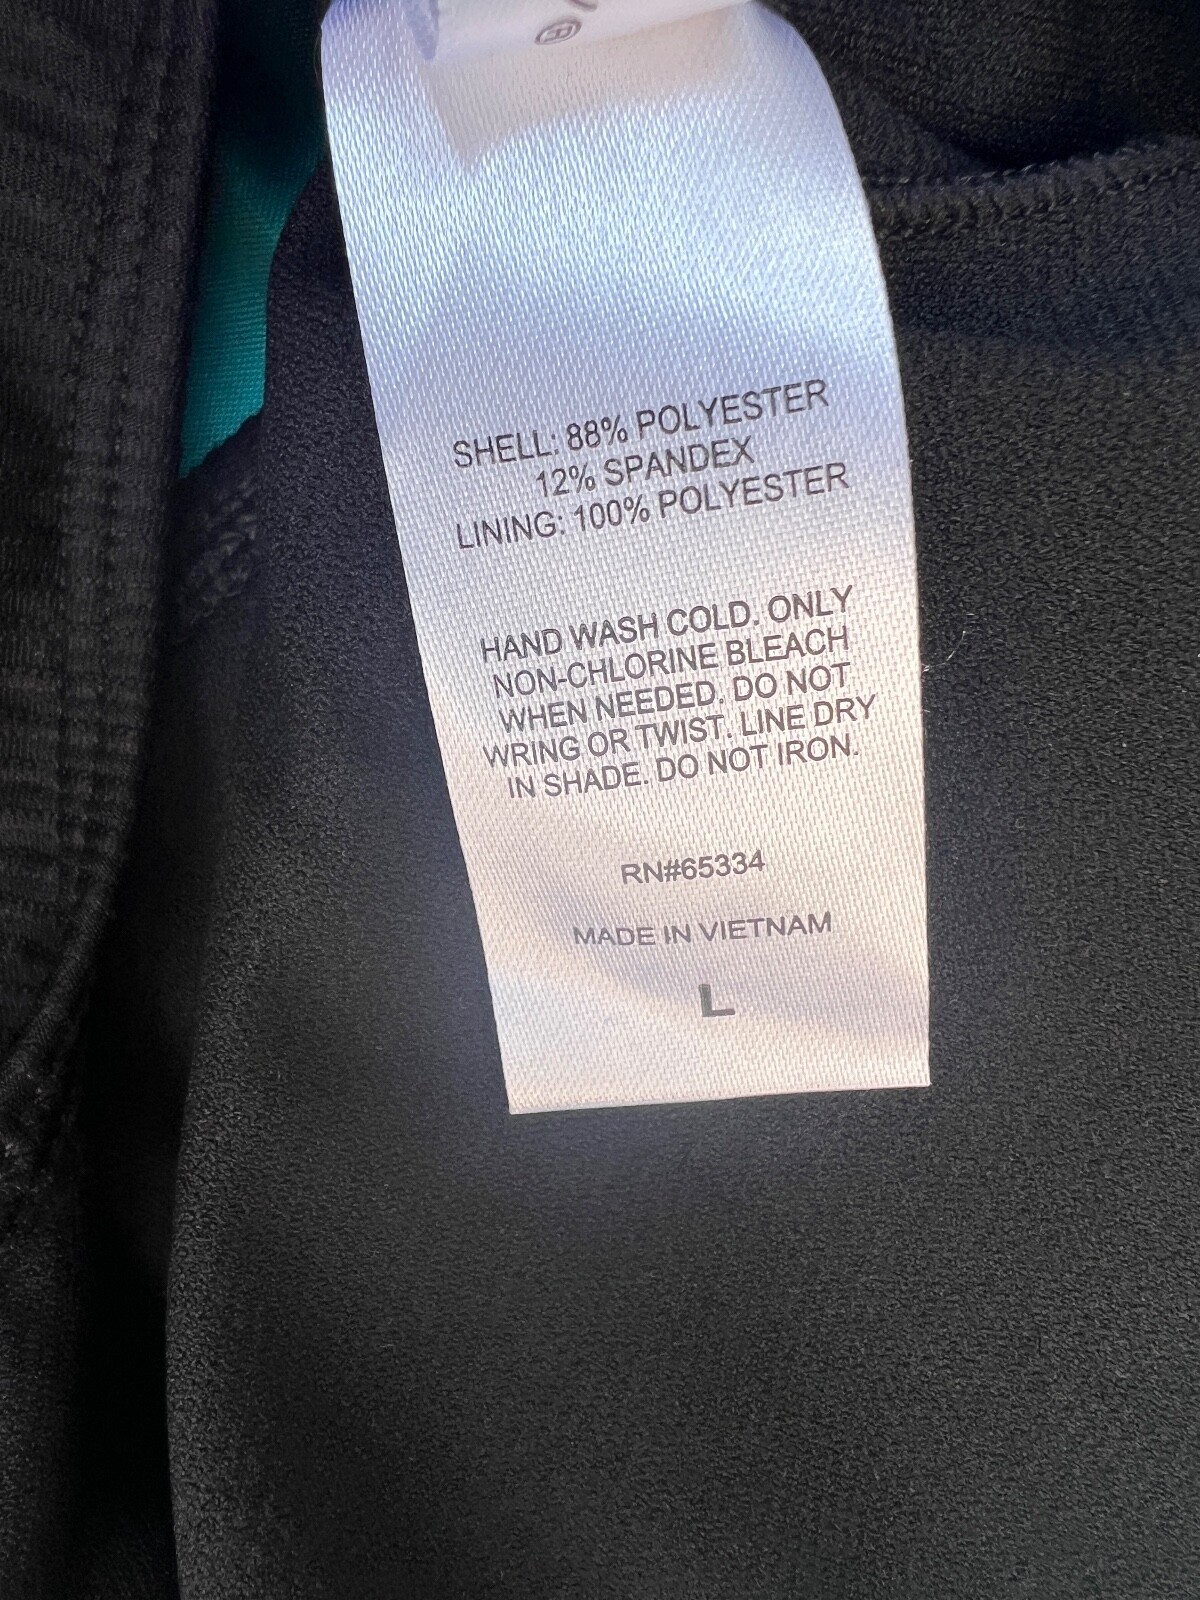 ®
SHELL: 88% POLYESTER
12% SPANDEX
LINING: 100% POLYESTER
HAND WASH COLD. ONLY
NON-CHLORINE BLEACH
WHEN NEEDED. DO NOT
WRING OR TWIST. LINE DRY
IN SHADE. DO NOT IRON.
RN#65334
MADE IN VIETNAM
L